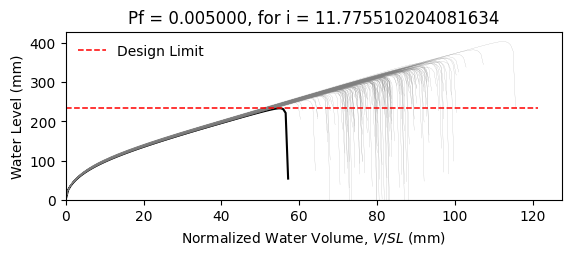 Pf = 0.005000, for i = 11.775510204081634
Design Limit
Water Level (mm)
400
300
200
100
0
0 20 40 60 80 100 120
Normalized Water Volume, V/SL (mm)